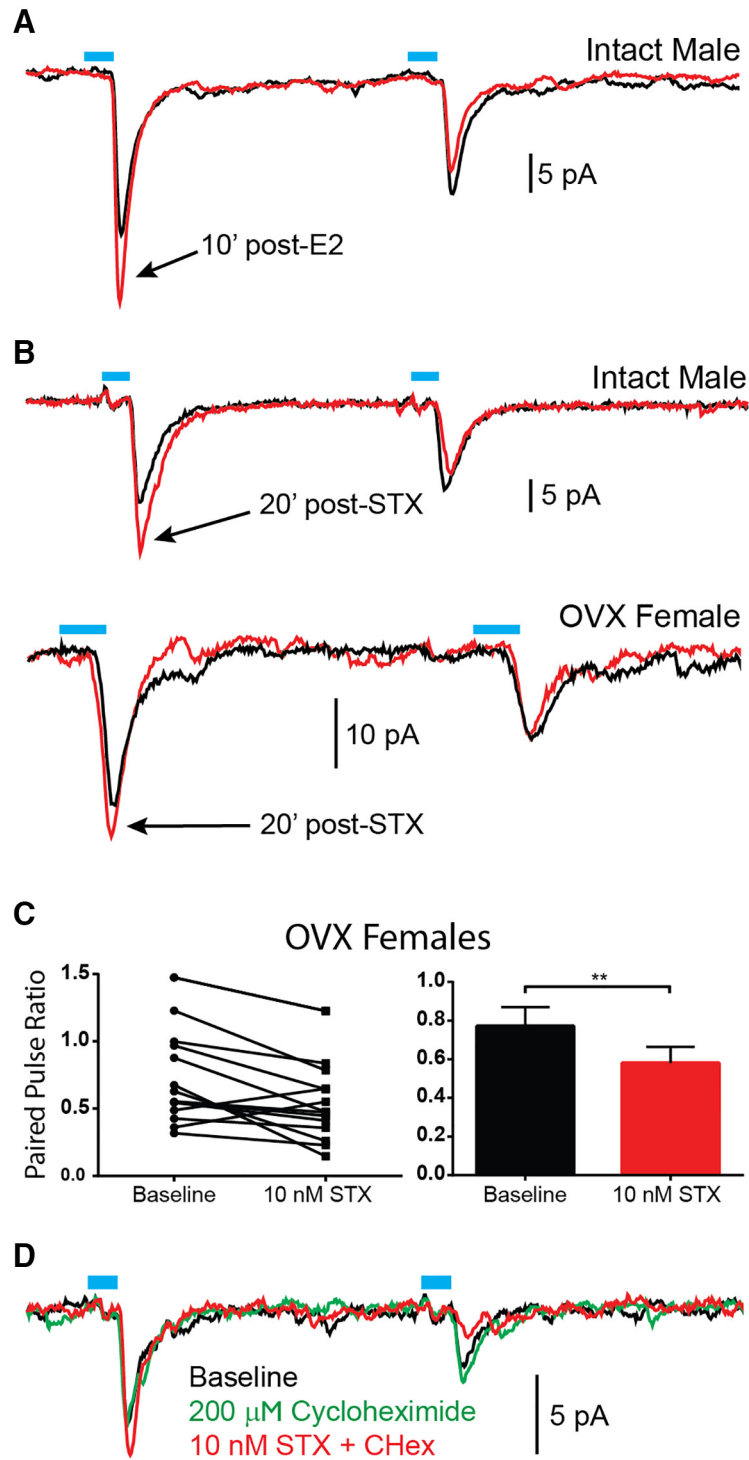 A
Intact Male
5 pA
10’ post-E2
B
Intact Male
20’ post-STX
5 pA
OVX Female
10 pA
20’ post-STX
C
OVX Females
Paired Pulse Ratio
1.5
1.0
0.5
0.0
Baseline
10 nM STX
1.0
0.8
0.6
0.4
0.2
0.0
**
Baseline
10 nM STX
D
Baseline
200 μM Cycloheximide
10 nM STX + CHex
5 pA